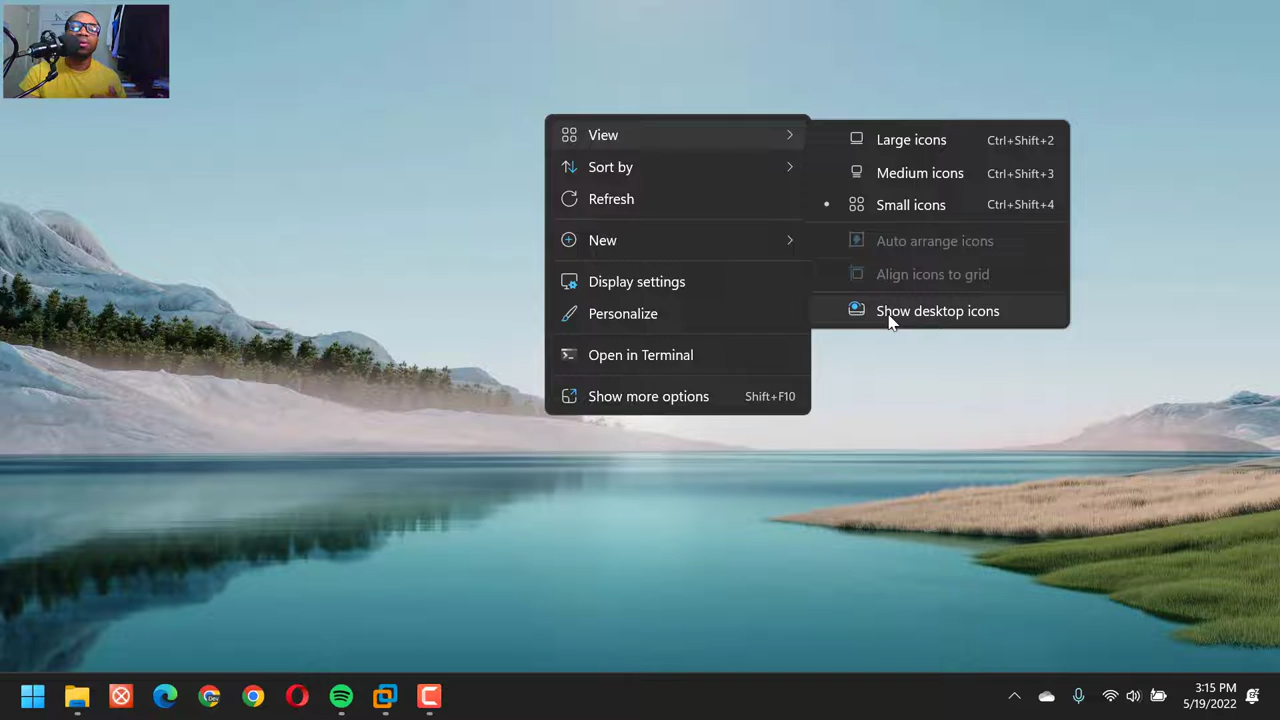 View
Sort by
Refresh
New
Display settings
Personalize
Open in Terminal
Show more options Shift+F10
Large icons Ctrl+Shift+2
Medium icons Ctrl+Shift+3
Small icons Ctrl+Shift+4
Auto arrange icons
Align icons to grid
Show desktop icons
Dev
3:15 PM
5/19/2022